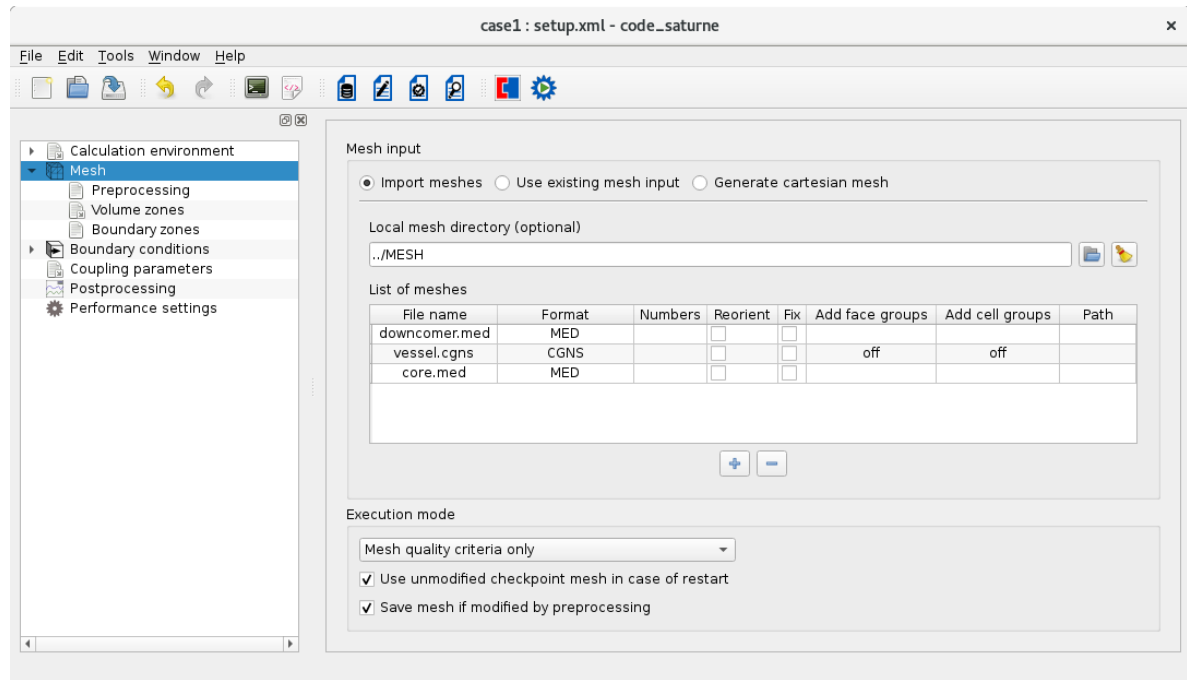 case1 : setup.xml - code_saturne
File Edit Tools Window Help
Calculation environment
Mesh
Preprocessing
Volume zones
Boundary zones
Boundary conditions
Coupling parameters
Postprocessing
Performance settings
Mesh input
Import meshes Use existing mesh input Generate cartesian mesh
Local mesh directory (optional)
../MESH
List of meshes
File name Format Numbers Reorient Fix Add face groups Add cell groups Path
downcomer.med MED
vessel.cgns CGNS off off
core.med MED
Execution mode
Mesh quality criteria only
Use unmodified checkpoint mesh in case of restart
Save mesh if modified by preprocessing